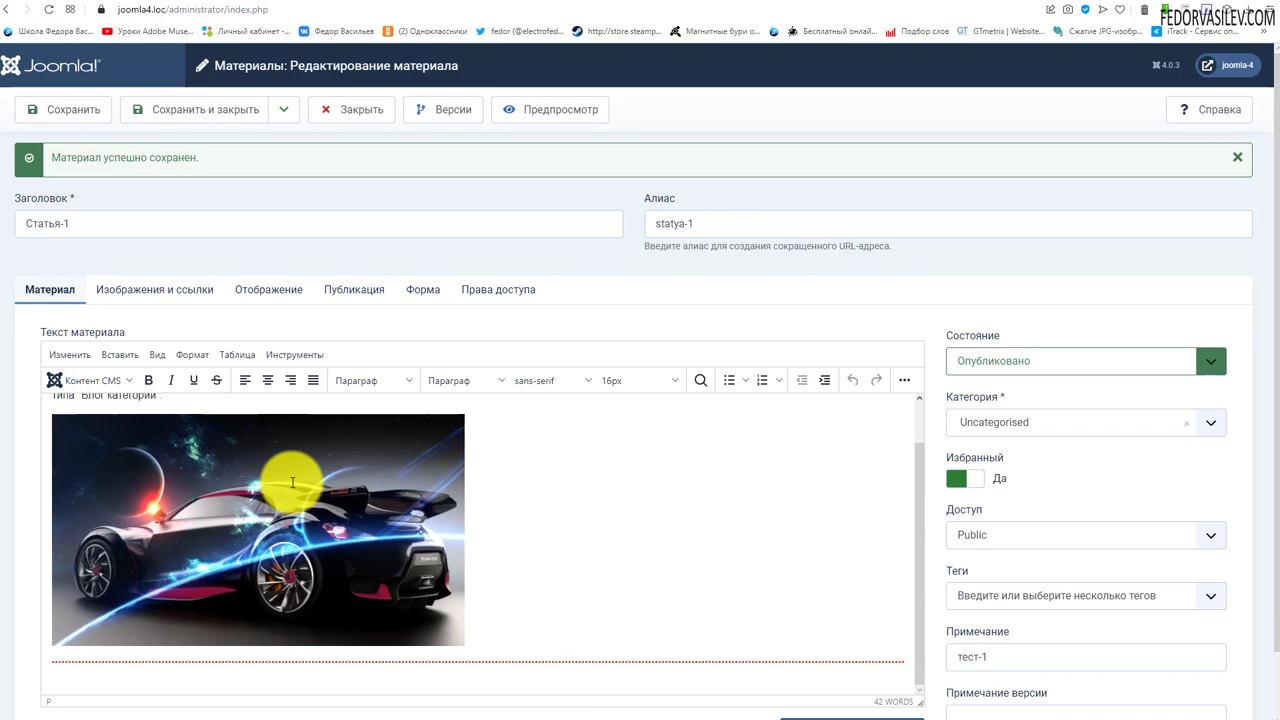 joomla4.loc/administrator/index.php
FEDORVASILEV.COM
Школа Федора Вас...
Уроки Adobe Muse...
Личный кабинет -...
Федор Васильев
(2) Одноклассники
fedor (@electrofed...
http://store.steamp...
Магнитные бури о...
Бесплатный онлай...
Подбор слов
GTmetrix | Website...
Сжатие JPG-изобр...
iTrack - Сервис оп...
Joomla!
Материалы: Редактирование материала
4.0.3
joomla-4
Сохранить
Сохранить и закрыть
Закрыть
Версии
Предпросмотр
? Справка
Материал успешно сохранен.
Заголовок *
Алиас
Статья-1
statya-1
Введите алиас для создания сокращенного URL-адреса.
Материал
Изображения и ссылки
Отображение
Публикация
Форма
Права доступа
Текст материала
Изменить
Вставить
Вид
Формат
Таблица
Инструменты
Контент CMS
B
I
U
S
Параграф
Параграф
sans-serif
16px
типа "Блог категории".
P
42 WORDS
Состояние
Опубликовано
Категория *
Uncategorised
Избранный
Да
Доступ
Public
Теги
Введите или выберите несколько тегов
Примечание
тест-1
Примечание версии